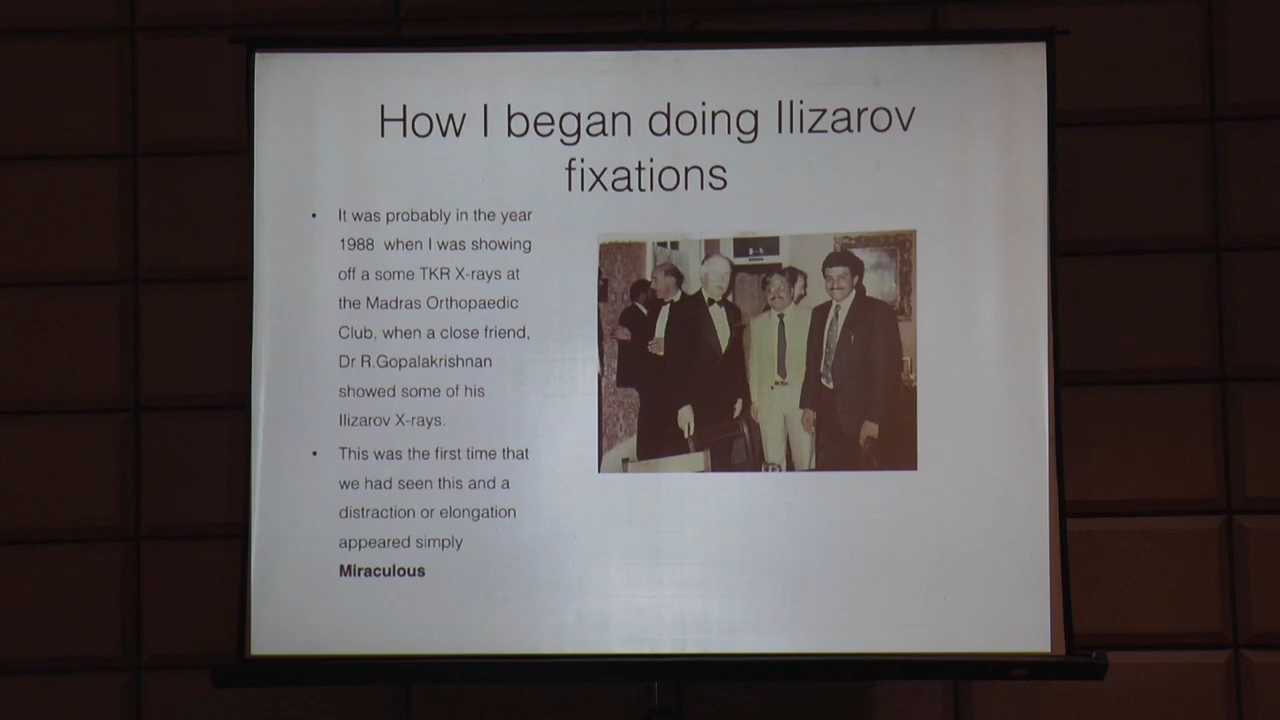 How I began doing Ilizarov
fixations
• It was probably in the year
1988 when I was showing
off a some TKR X-rays at
the Madras Orthopaedic
Club, when a close friend,
Dr R.Gopalakrishnan
showed some of his
Ilizarov X-rays.
• This was the first time that
we had seen this and a
distraction or elongation
appeared simply
Miraculous